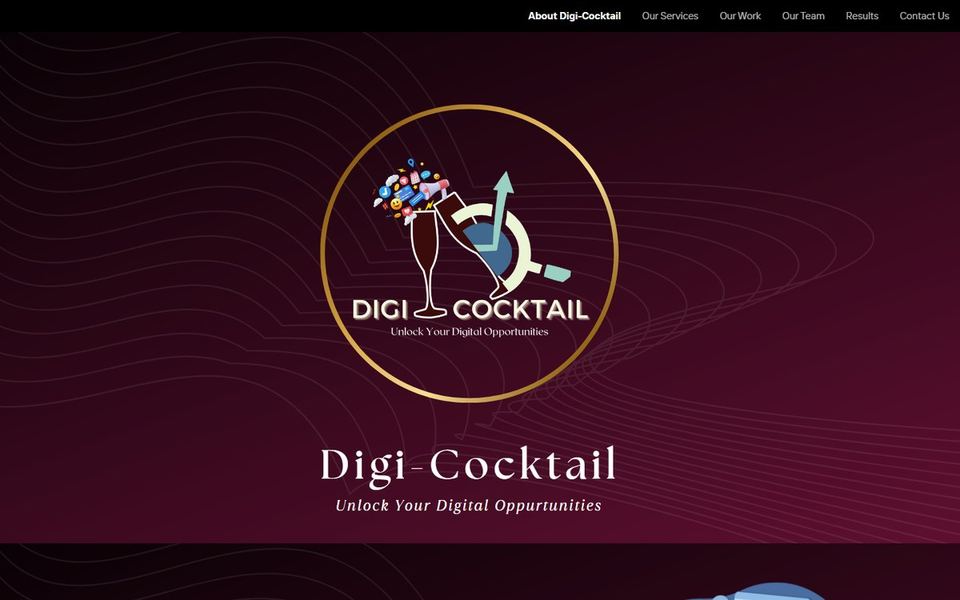 About Digi-Cocktail Our Services Our Work Our Team Results Contact Us
DIGI COCKTAIL
Unlock Your Digital Opportunities
Digi-Cocktail
Unlock Your Digital Oppurtunities